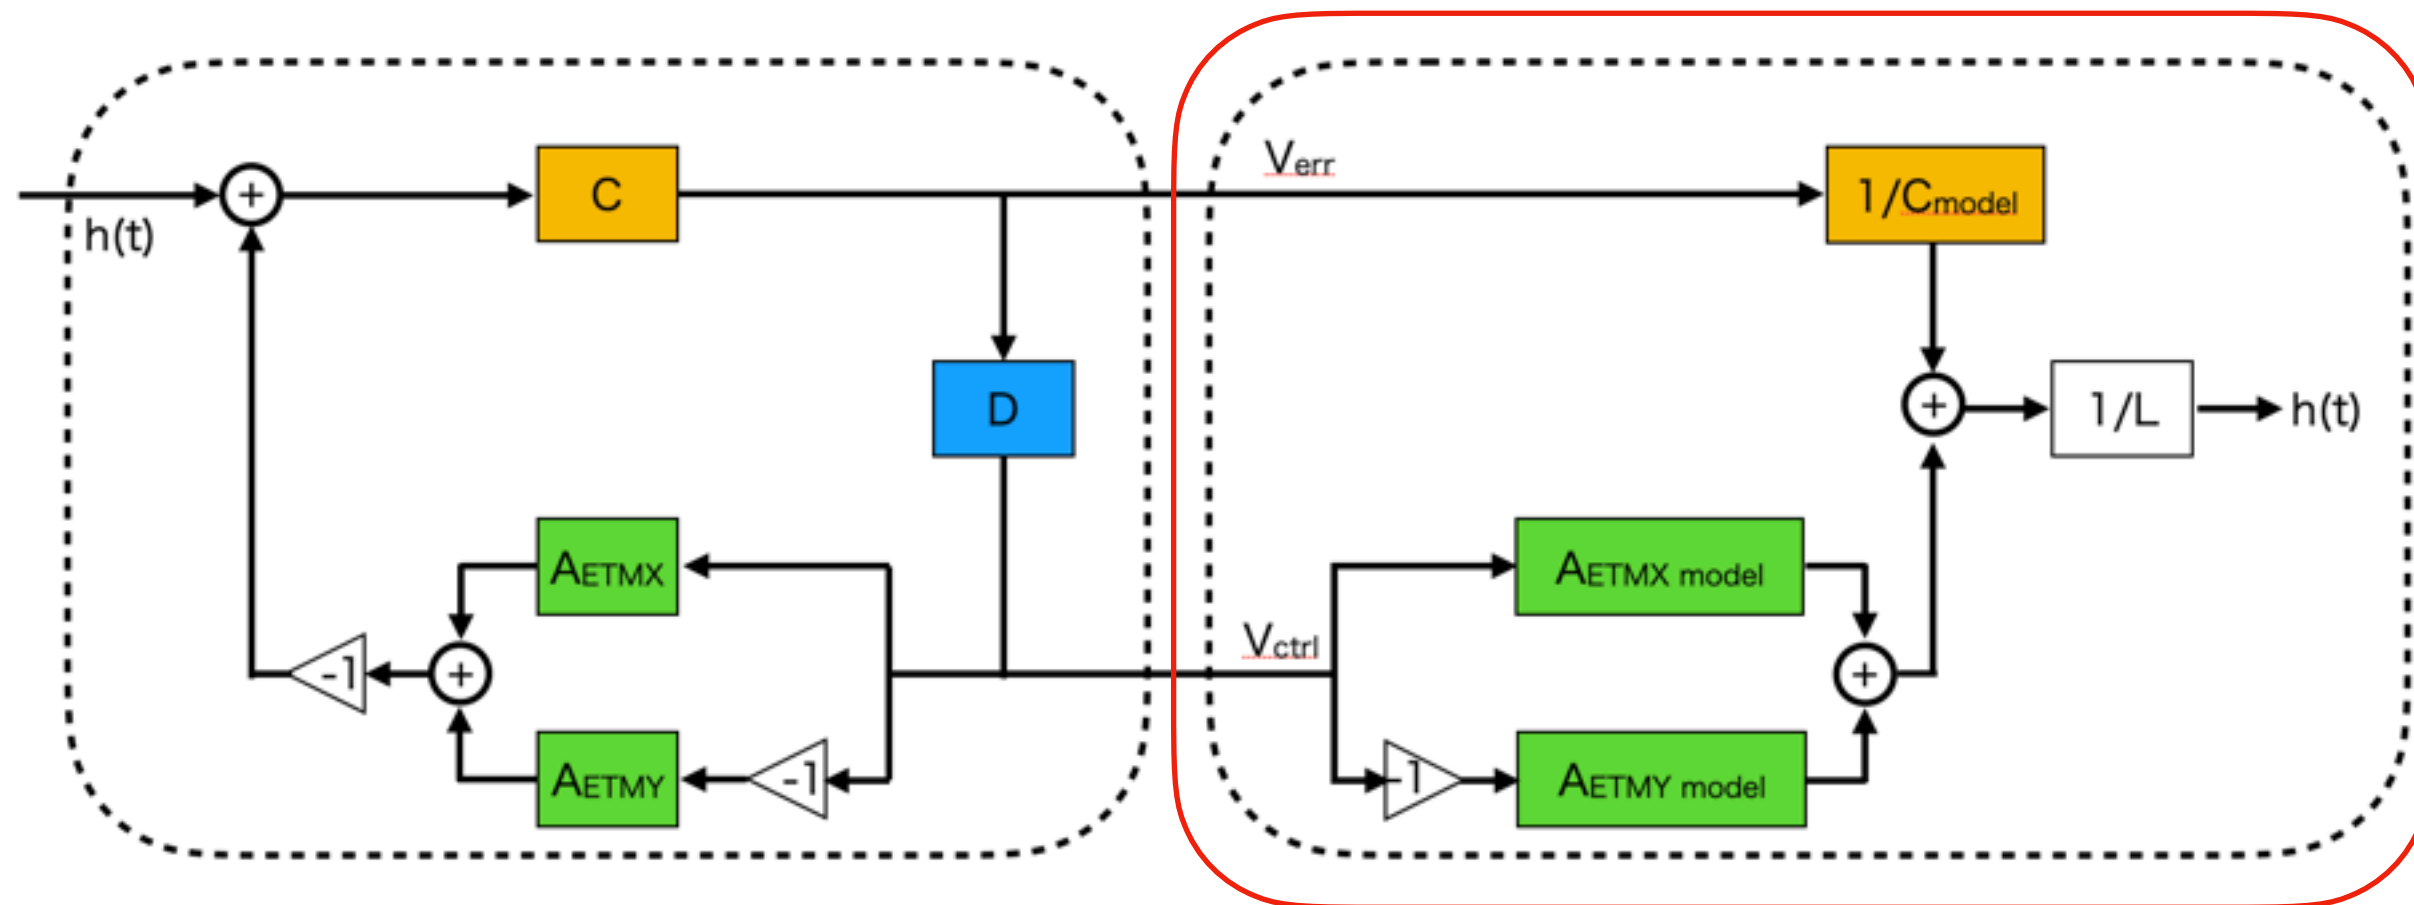 Verr
+
C
1/Cmodel
h(t)
D
+
1/L
h(t)
AETMX
AETMX model
Vctrl
-1
+
+
AETMY
-1
-1
AETMY model